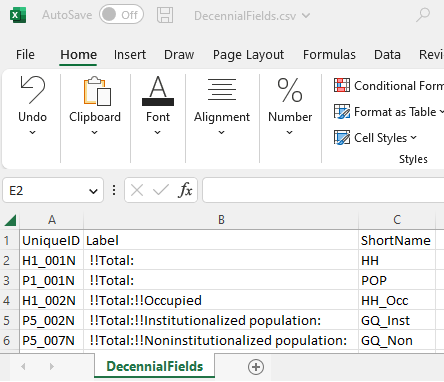 AutoSave Off DecennialFields.csv
File Home Insert Draw Page Layout Formulas Data Revi
Undo Clipboard Font Alignment Number Conditional Form
Format as Table
Cell Styles
Styles
E2 fx
A B C
1 UniqueID Label ShortName
2 H1_001N !!Total: HH
3 P1_001N !!Total: POP
4 H1_002N !!Total:!!Occupied HH_Occ
5 P5_002N !!Total:!!Institutionalized population: GQ_Inst
6 P5_007N !!Total:!!Noninstitutionalized population: GQ_Non
DecennialFields